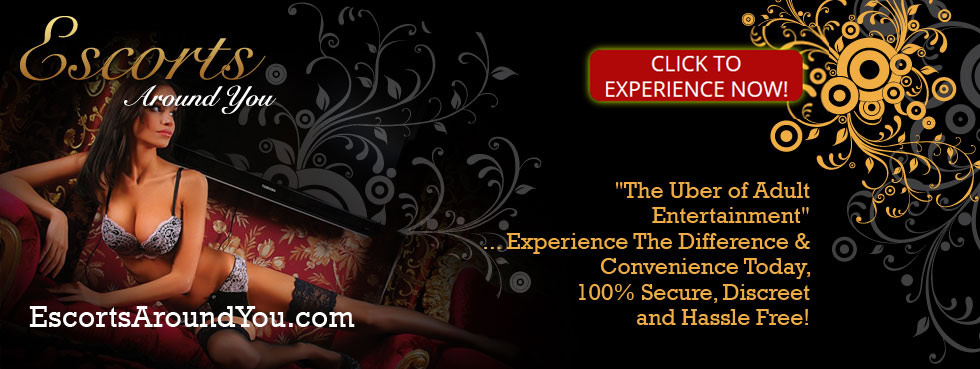 Escorts
Around You
CLICK TO
EXPERIENCE NOW!
TOSHIBA
"The Uber of Adult
Entertainment"
... Experience The Difference &
Convenience Today,
100% Secure, Discreet
and Hassle Free!
EscortsAroundYou.com